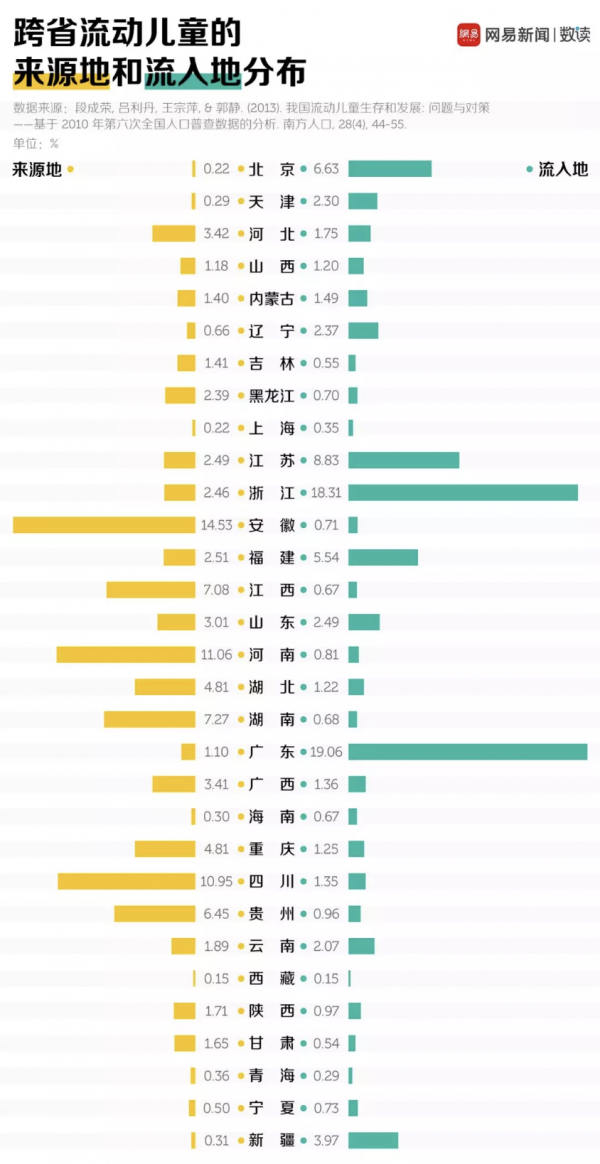 跨省流动儿童的
来源地和流入地分布
網易 NEWS 网易新闻 | 数读
数据来源：段成荣, 吕利丹, 王宗萍, & 郭静. (2013). 我国流动儿童生存和发展: 问题与对策
——基于 2010 年第六次全国人口普查数据的分析. 南方人口, 28(4), 44-55.
单位：%
来源地 0.22 北京 6.63 流入地
0.29 天津 2.30
3.42 河北 1.75
1.18 山西 1.20
1.40 内蒙古 1.49
0.66 辽宁 2.37
1.41 吉林 0.55
2.39 黑龙江 0.70
0.22 上海 0.35
2.49 江苏 8.83
2.46 浙江 18.31
14.53 安徽 0.71
2.51 福建 5.54
7.08 江西 0.67
3.01 山东 2.49
11.06 河南 0.81
4.81 湖北 1.22
7.27 湖南 0.68
1.10 广东 19.06
3.41 广西 1.36
0.30 海南 0.67
4.81 重庆 1.25
10.95 四川 1.35
6.45 贵州 0.96
1.89 云南 2.07
0.15 西藏 0.15
1.71 陕西 0.97
1.65 甘肃 0.54
0.36 青海 0.29
0.50 宁夏 0.73
0.31 新疆 3.97